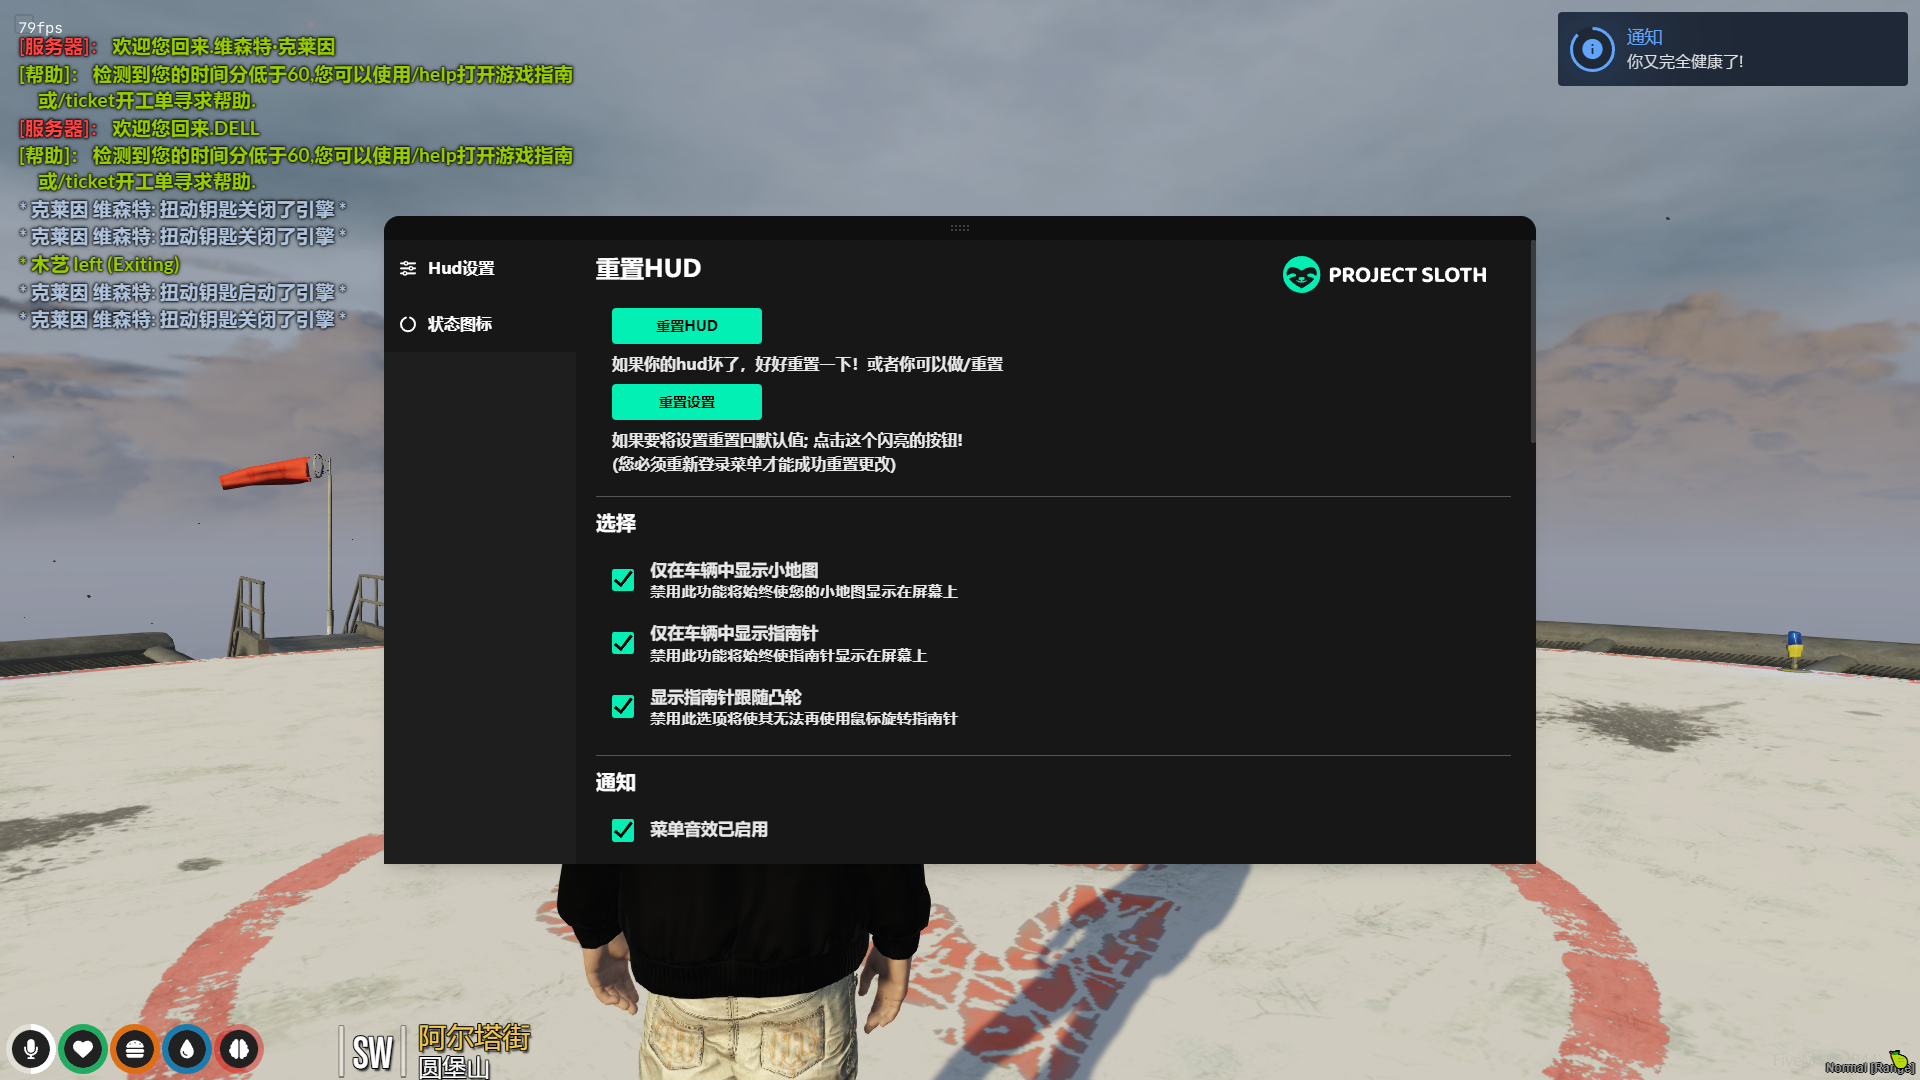 79fps
[服务器]： 欢迎您回来.维森特·克莱因
[帮助]： 检测到您的时间分低于60,您可以使用/help打开游戏指南
或/ticket开工单寻求帮助.
[服务器]： 欢迎您回来.DELL
[帮助]： 检测到您的时间分低于60,您可以使用/help打开游戏指南
或/ticket开工单寻求帮助.
* 克莱因 维森特: 扭动钥匙关闭了引擎 *
* 克莱因 维森特: 扭动钥匙关闭了引擎 *
* 木艺 left (Exiting)
* 克莱因 维森特: 扭动钥匙启动了引擎 *
* 克莱因 维森特: 扭动钥匙关闭了引擎 *
通知
你又完全健康了!
Hud设置
状态图标
重置HUD
PROJECT SLOTH
重置HUD
如果你的hud坏了，好好重置一下！或者你可以做/重置
重置设置
如果要将设置重置回默认值; 点击这个闪亮的按钮!
(您必须重新登录菜单才能成功重置更改)
选择
仅在车辆中显示小地图
禁用此功能将始终使您的小地图显示在屏幕上
仅在车辆中显示指南针
禁用此功能将始终使指南针显示在屏幕上
显示指南针跟随凸轮
禁用此选项将使其无法再使用鼠标旋转指南针
通知
菜单音效已启用
SW
阿尔塔街
圆堡山
Normal [Range]